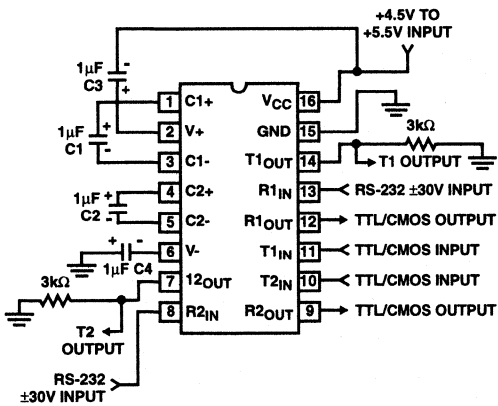 +4.5V TO
+5.5V INPUT
1µF
C3
-
+
1 C1+
VCC 16
2 V+
GND 15
1µF
C1
+
-
3 C1-
T1OUT 14
3kΩ
T1 OUTPUT
4 C2+
R1IN 13
RS-232 ±30V INPUT
1µF
C2
+
-
5 C2-
R1OUT 12
TTL/CMOS OUTPUT
+ -
1µF C4
6 V-
T1IN 11
TTL/CMOS INPUT
3kΩ
7 12OUT
T2IN 10
TTL/CMOS INPUT
T2
OUTPUT
8 R2IN
R2OUT 9
TTL/CMOS OUTPUT
RS-232
±30V INPUT